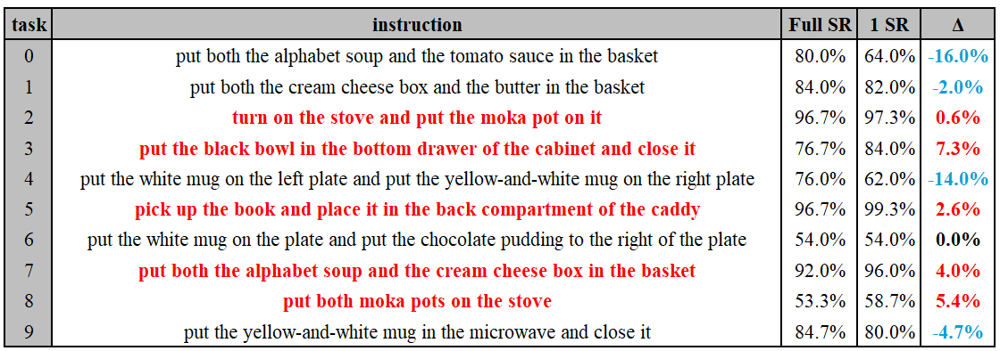 task instruction Full SR 1 SR Δ
0 put both the alphabet soup and the tomato sauce in the basket 80.0% 64.0% -16.0%
1 put both the cream cheese box and the butter in the basket 84.0% 82.0% -2.0%
2 turn on the stove and put the moka pot on it 96.7% 97.3% 0.6%
3 put the black bowl in the bottom drawer of the cabinet and close it 76.7% 84.0% 7.3%
4 put the white mug on the left plate and put the yellow-and-white mug on the right plate 76.0% 62.0% -14.0%
5 pick up the book and place it in the back compartment of the caddy 96.7% 99.3% 2.6%
6 put the white mug on the plate and put the chocolate pudding to the right of the plate 54.0% 54.0% 0.0%
7 put both the alphabet soup and the cream cheese box in the basket 92.0% 96.0% 4.0%
8 put both moka pots on the stove 53.3% 58.7% 5.4%
9 put the yellow-and-white mug in the microwave and close it 84.7% 80.0% -4.7%